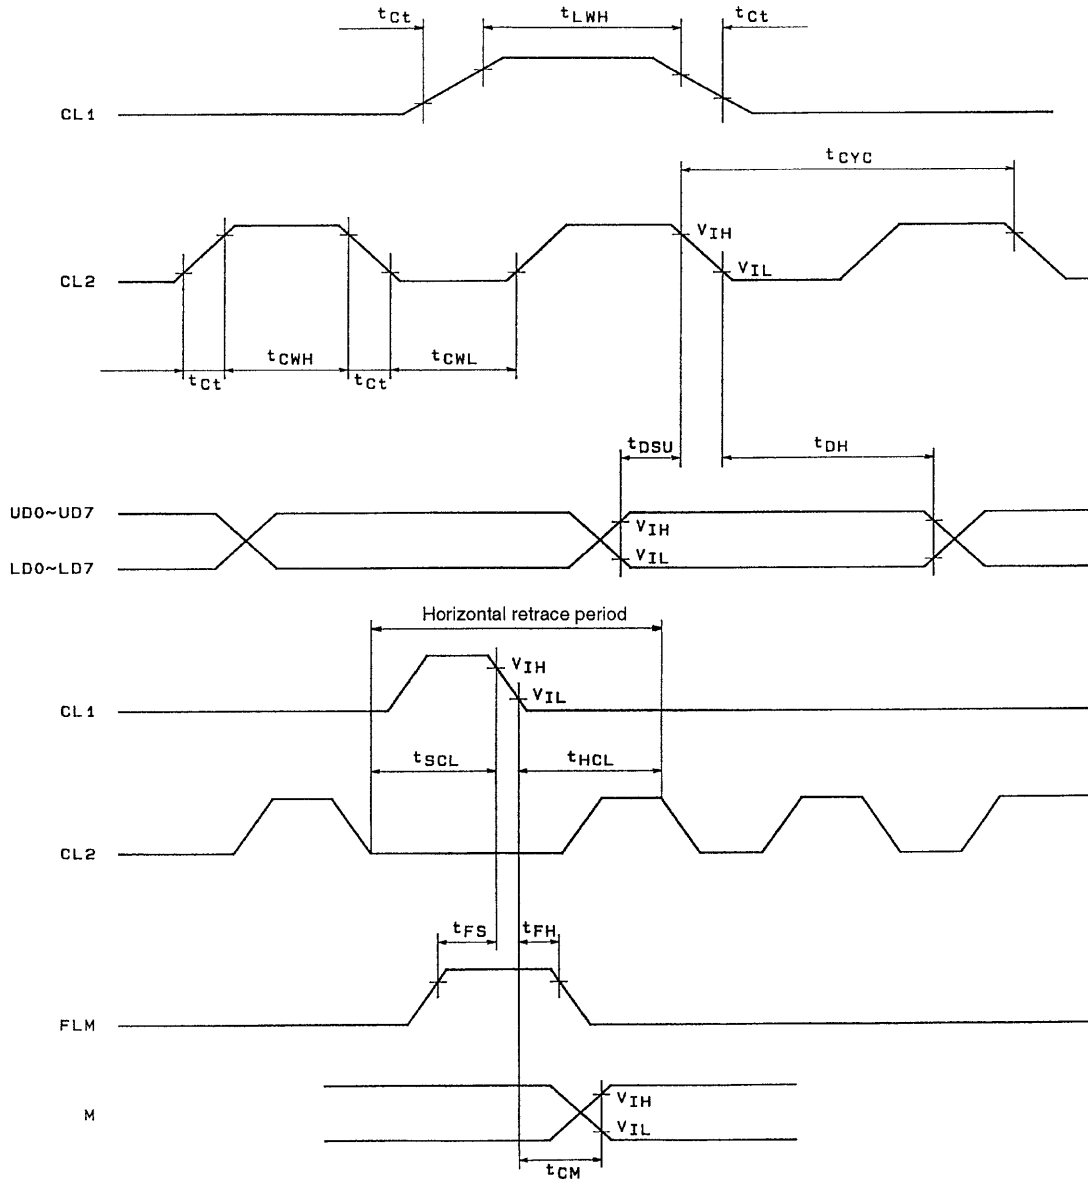 tCt tLWH tCt
CL1
tCYC
VIH
CL2 VIL
tCWH tCWL
tCt tCt
tDSU tDH
UD0~UD7
VIH
VIL
LD0~LD7
Horizontal retrace period
VIH
VIL
CL1
tSCL tHCL
CL2
tFS tFH
FLM
M
VIH
VIL
tCM